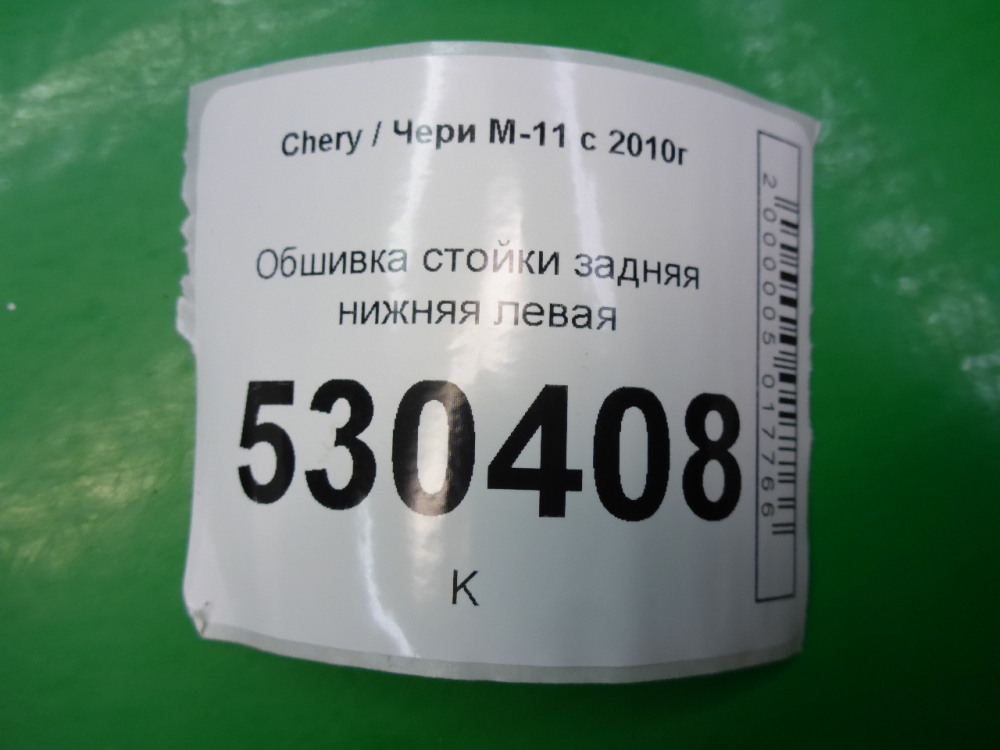 Chery / Чери М-11 с 2010г
Обшивка стойки задняя
нижняя левая
530408
К
2000005017766